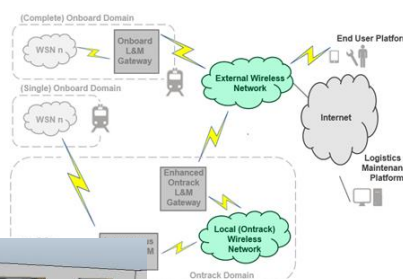 (Complete) Onboard Domain
WSN n
Onboard
L&M
Gateway
End User Platform
External Wireless
Network
(Single) Onboard Domain
WSN n
Internet
Logistics
Maintenan
Platform
Enhanced
Ontrack
L&M
Gateway
Local (Ontrack)
Wireless
Network
Ontrack Domain